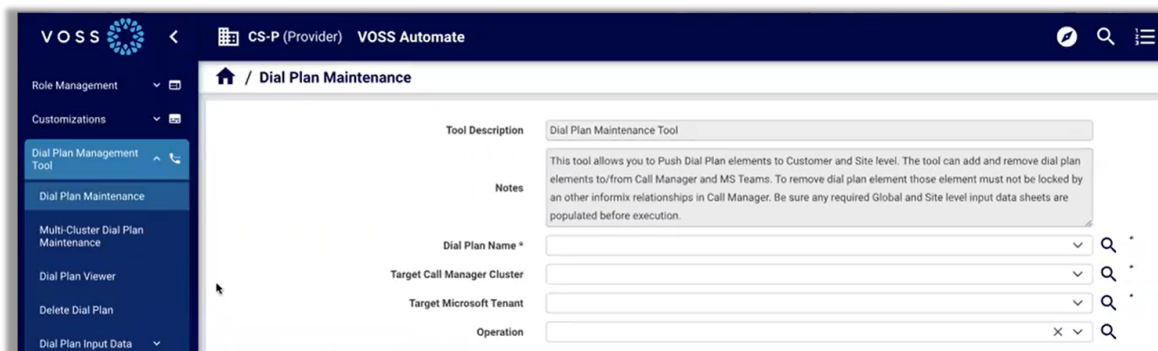 VOSS
CS-P (Provider) VOSS Automate
Role Management
Customizations
Dial Plan Management
Tool
Dial Plan Maintenance
Multi-Cluster Dial Plan
Maintenance
Dial Plan Viewer
Delete Dial Plan
Dial Plan Input Data
/ Dial Plan Maintenance
Tool Description
Dial Plan Maintenance Tool
Notes
This tool allows you to Push Dial Plan elements to Customer and Site level. The tool can add and remove dial plan
elements to/from Call Manager and MS Teams. To remove dial plan element those element must not be locked by
an other informix relationships in Call Manager. Be sure any required Global and Site level input data sheets are
populated before execution.
Dial Plan Name *
Target Call Manager Cluster
Target Microsoft Tenant
Operation